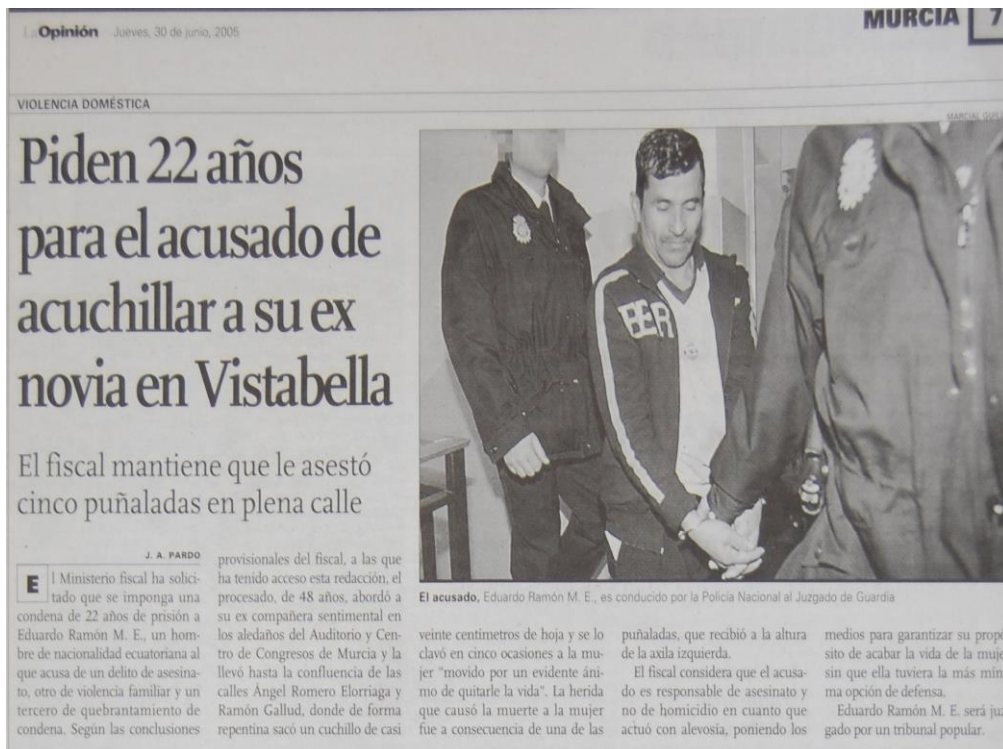 La Opinión Jueves, 30 de junio, 2005
MURCIA 7
VIOLENCIA DOMÉSTICA
MARCIAL
Piden 22 años
para el acusado de
acuchillar a su ex
novia en Vistabella
El fiscal mantiene que le asestó
cinco puñaladas en plena calle
PER
El acusado, Eduardo Ramón M. E., es conducido por la Policía Nacional al Juzgado de Guardia
J. A. PARDO
El Ministerio fiscal ha solici-
tado que se imponga una
condena de 22 años de prisión a
Eduardo Ramón M. E., un hom-
bre de nacionalidad ecuatoriana al
que acusa de un delito de asesina-
to, otro de violencia familiar y un
tercero de quebrantamiento de
condena. Según las conclusiones
provisionales del fiscal, a las que
ha tenido acceso esta redacción, el
procesado, de 48 años, abordó a
su ex compañera sentimental en
los aledaños del Auditorio y Cen-
tro de Congresos de Murcia y la
llevó hasta la confluencia de las
calles Ángel Romero Elorriaga y
Ramón Gallud, donde de forma
repentina sacó un cuchillo de casi
veinte centímetros de hoja y se lo
clavó en cinco ocasiones a la mu-
jer "movido por un evidente áni-
mo de quitarle la vida". La herida
que causó la muerte a la mujer
fue a consecuencia de una de las
puñaladas, que recibió a la altura
de la axila izquierda.
El fiscal considera que el acusa-
do es responsable de asesinato y
no de homicidio en cuanto que
actuó con alevosía, poniendo los
medios para garantizar su propó
sito de acabar la vida de la muje
sin que ella tuviera la más mín
ma opción de defensa.
Eduardo Ramón M. E. será juz
gado por un tribunal popular.